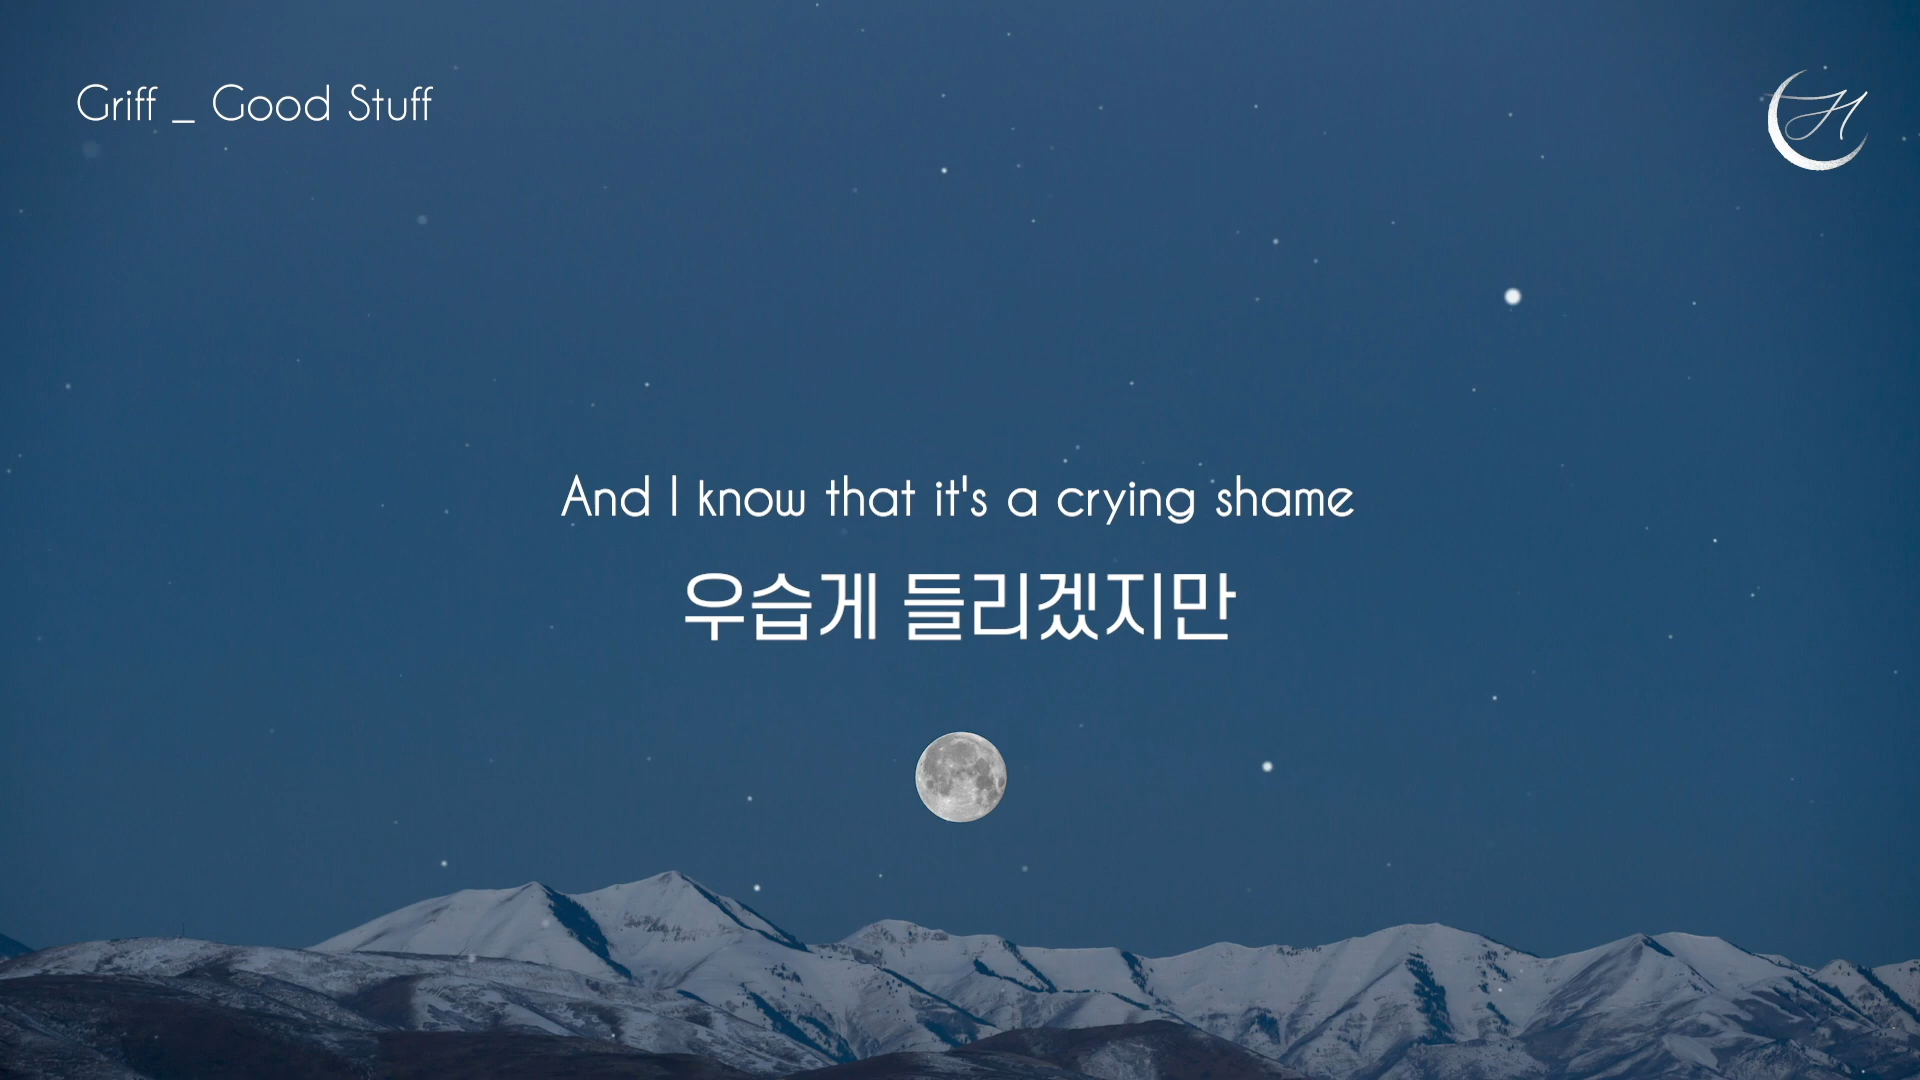 Griff _ Good Stuff
And I know that it's a crying shame
우습게 들리겠지만